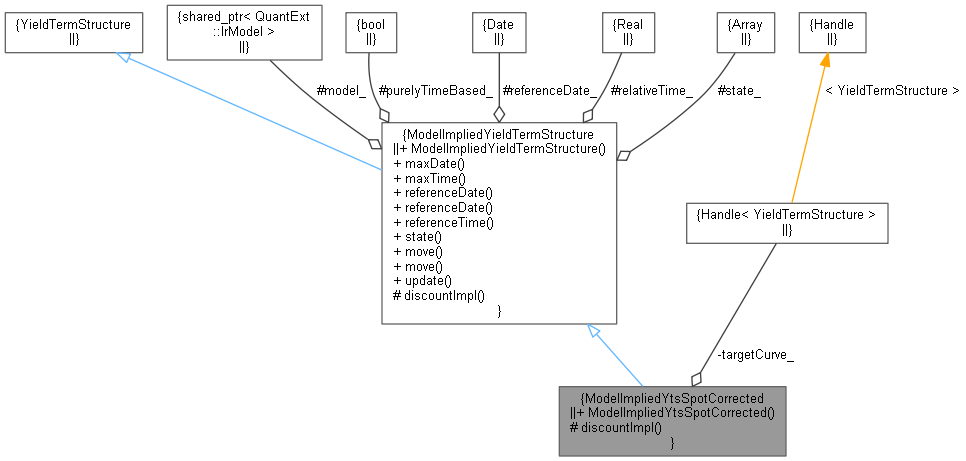 {YieldTermStructure
||}
{shared_ptr< QuantExt
::IrModel >
||}
{bool
||}
{Date
||}
{Real
||}
{Array
||}
{Handle
||}
#model_
#purelyTimeBased_
#referenceDate_
#relativeTime_
#state_
< YieldTermStructure >
{ModelImpliedYieldTermStructure
||+ ModelImpliedYieldTermStructure()
+ maxDate()
+ maxTime()
+ referenceDate()
+ referenceDate()
+ referenceTime()
+ state()
+ move()
+ move()
+ update()
# discountImpl()
}
{Handle< YieldTermStructure >
||}
-targetCurve_
{ModelImpliedYtsSpotCorrected
||+ ModelImpliedYtsSpotCorrected()
# discountImpl()
}